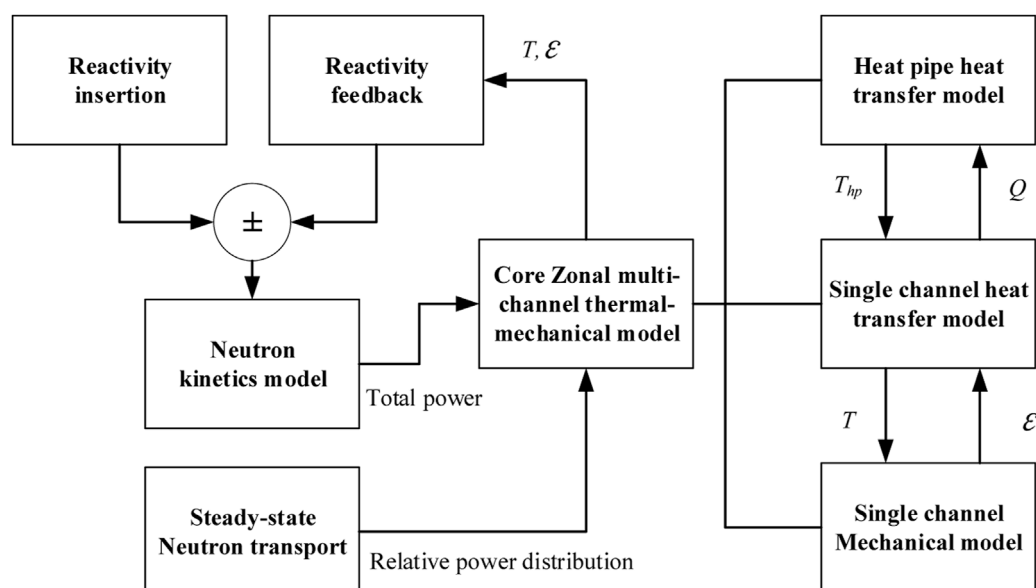 Reactivity
insertion
Reactivity
feedback
T, ℰ
Heat pipe heat
transfer model
±
T_hp
Q
Core Zonal multi-
channel thermal-
mechanical model
Single channel heat
transfer model
Neutron
kinetics model
Total power
T
ℰ
Steady-state
Neutron transport
Relative power distribution
Single channel
Mechanical model